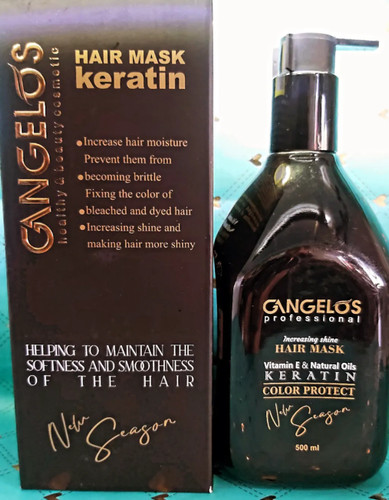 CANGELOS
healthy & beauty cosmetic
HAIR MASK
keratin
Increase hair moisture
Prevent them from
becoming brittle
Fixing the color of
bleached and dyed hair
Increasing shine and
making hair more shiny
HELPING TO MAINTAIN THE
SOFTNESS AND SMOOTHNESS
OF THE HAIR
New Season
CANGELOS
professional
increasing shine
HAIR MASK
Vitamin E & Natural Oils
KERATIN
COLOR PROTECT
New Season
500 ml